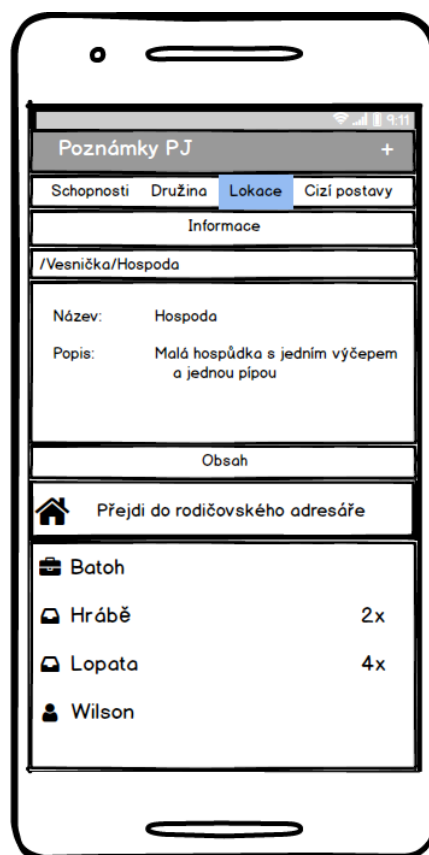 9:11
Poznámky PJ +
Schopnosti Družina Lokace Cizí postavy
Informace
/Vesnička/Hospoda
Název: Hospoda
Popis: Malá hospůdka s jedním výčepem
a jednou pípou
Obsah
Přejdi do rodičovského adresáře
Batoh
Hrábě 2x
Lopata 4x
Wilson